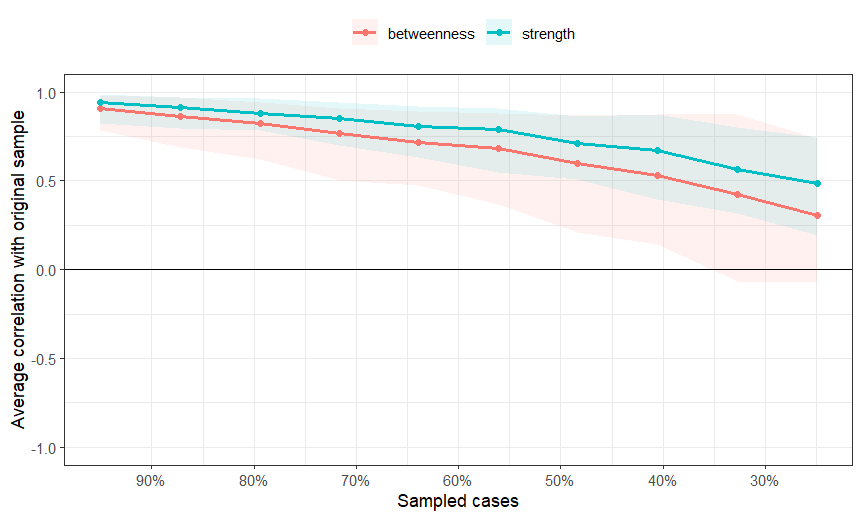 betweenness strength
Average correlation with original sample
1.0
0.5
0.0
-0.5
-1.0
90% 80% 70% 60% 50% 40% 30%
Sampled cases